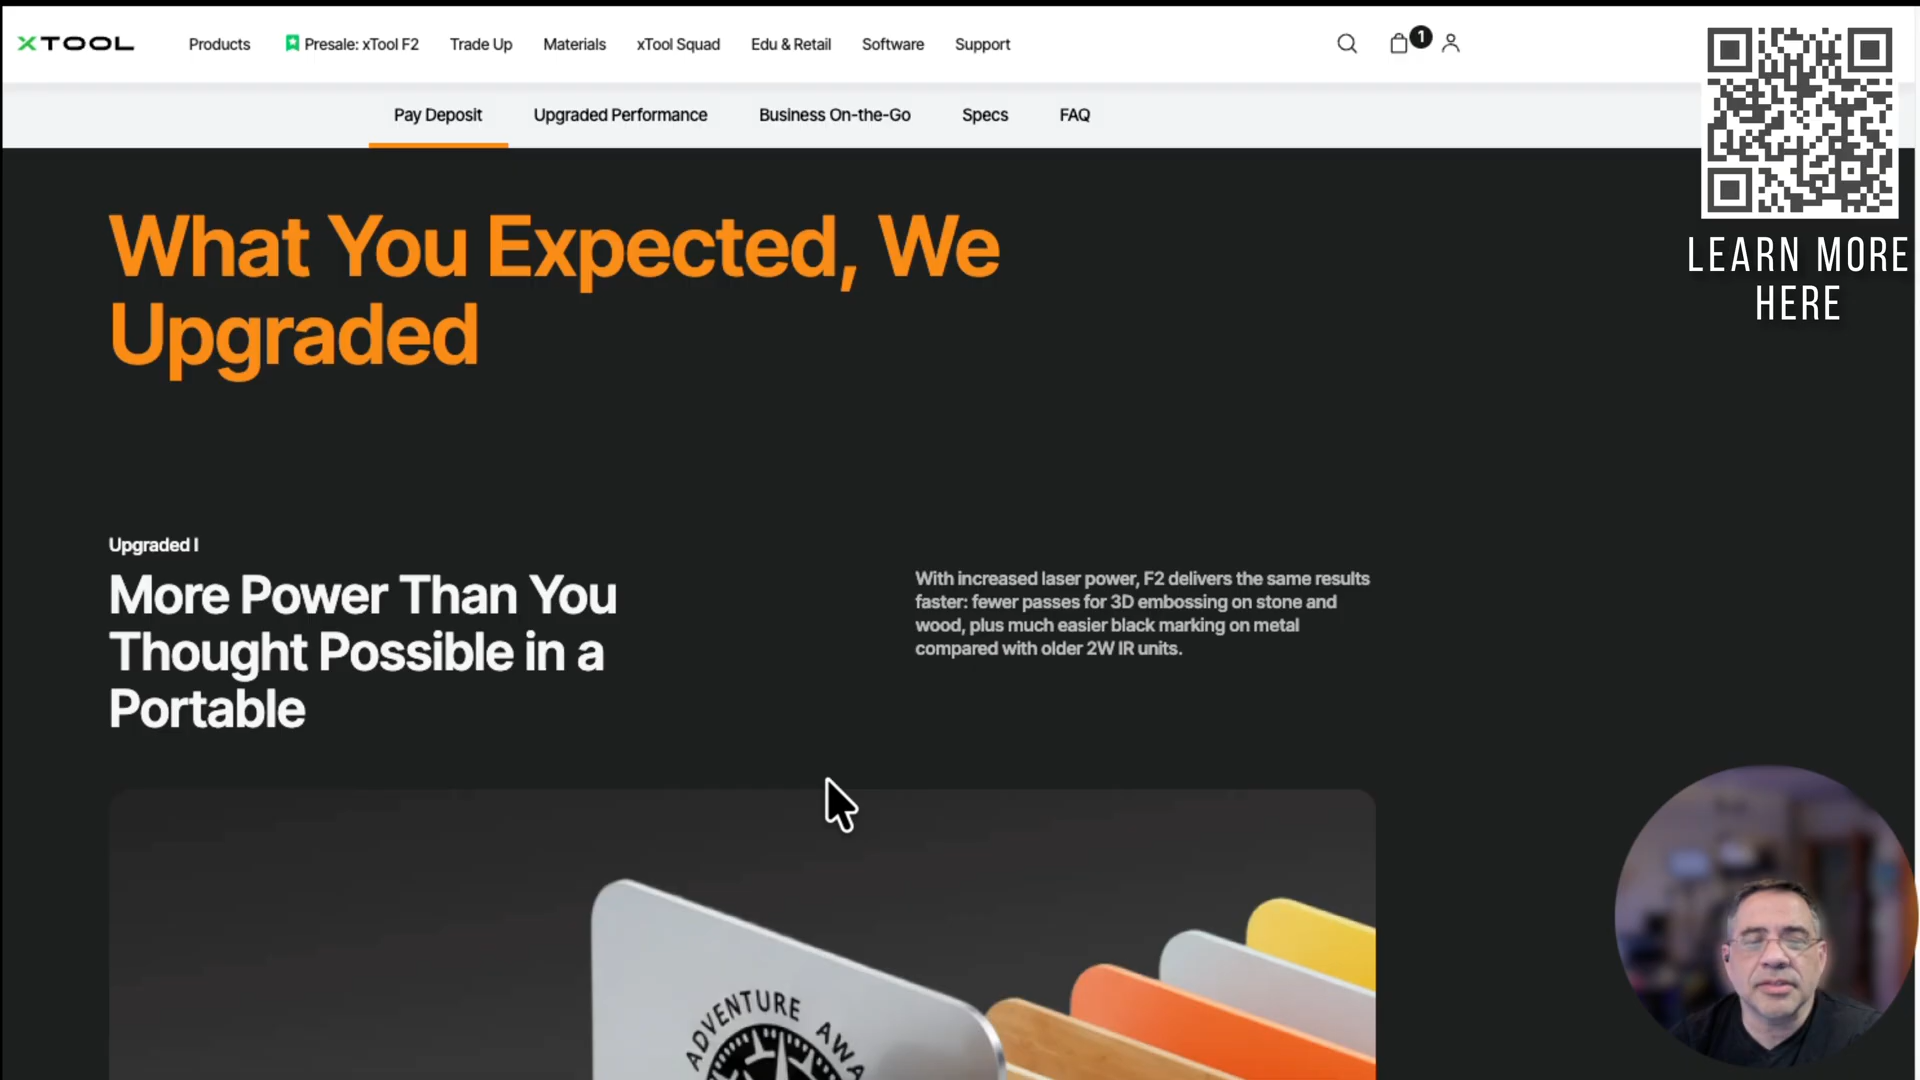 XTOOL
Products
Presale: xTool F2
Trade Up
Materials
xTool Squad
Edu & Retail
Software
Support
1
Pay Deposit
Upgraded Performance
Business On-the-Go
Specs
FAQ
LEARN MORE
HERE
What You Expected, We
Upgraded
Upgraded I
More Power Than You
Thought Possible in a
Portable
With increased laser power, F2 delivers the same results
faster: fewer passes for 3D embossing on stone and
wood, plus much easier black marking on metal
compared with older 2W IR units.
ADVENTURE AWA